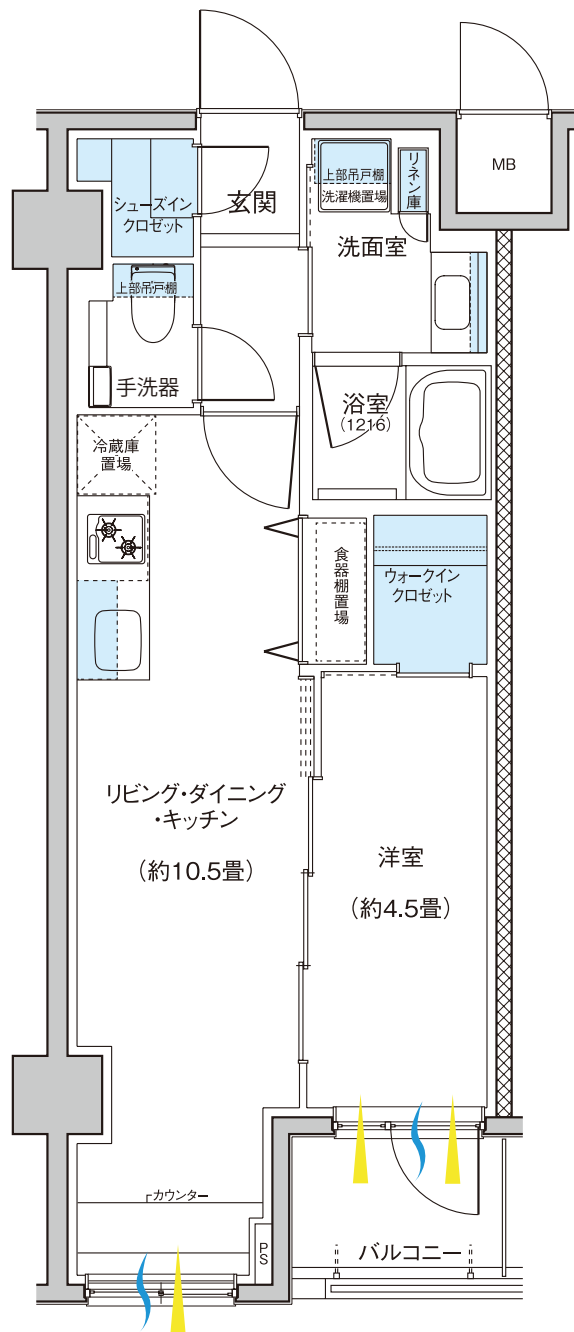 MB
上部吊戸棚
洗濯機置場
リネン庫
シューズイン
クロゼット
玄関
洗面室
上部吊戸棚
手洗器
浴室
(1216)
冷蔵庫
置場
食器棚置場
ウォークイン
クロゼット
リビング・ダイニング
・キッチン
(約10.5畳)
洋室
(約4.5畳)
カウンター
PS
バルコニー